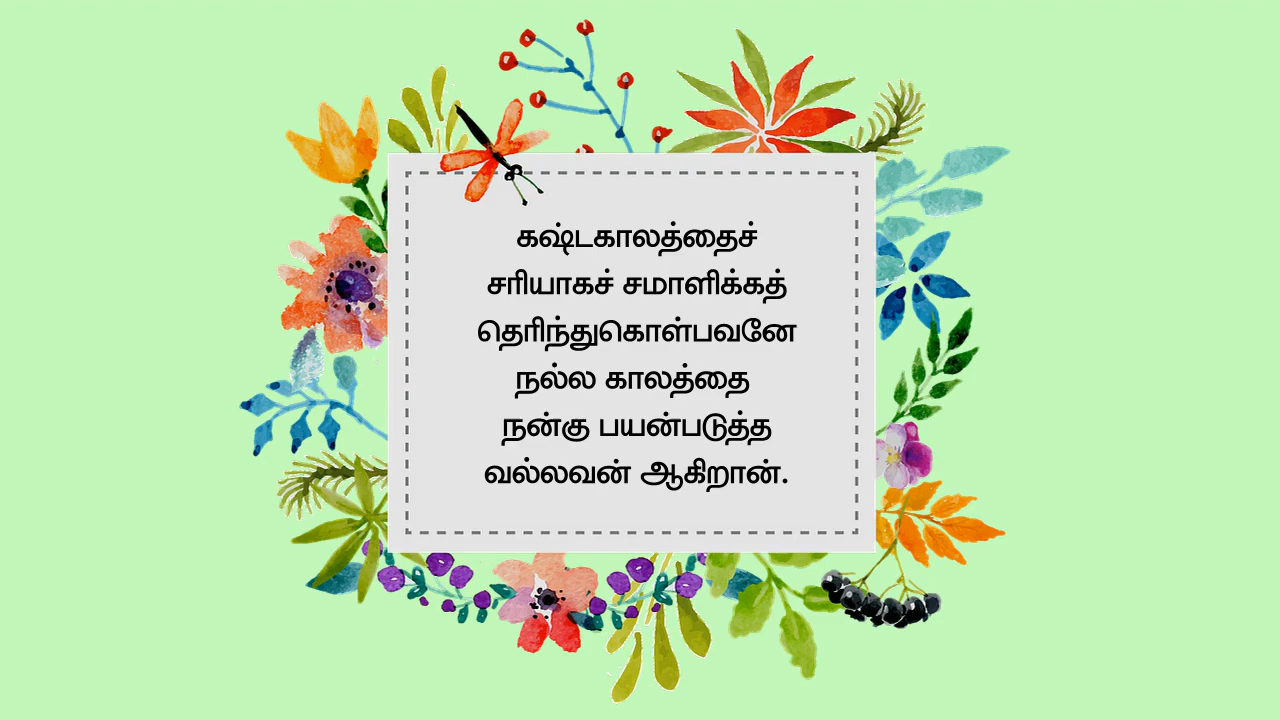 கஷ்டகாலத்தைச்
சரியாகச் சமாளிக்கத்
தெரிந்துகொள்பவனே
நல்ல காலத்தை
நன்கு பயன்படுத்த
வல்லவன் ஆகிறான்.